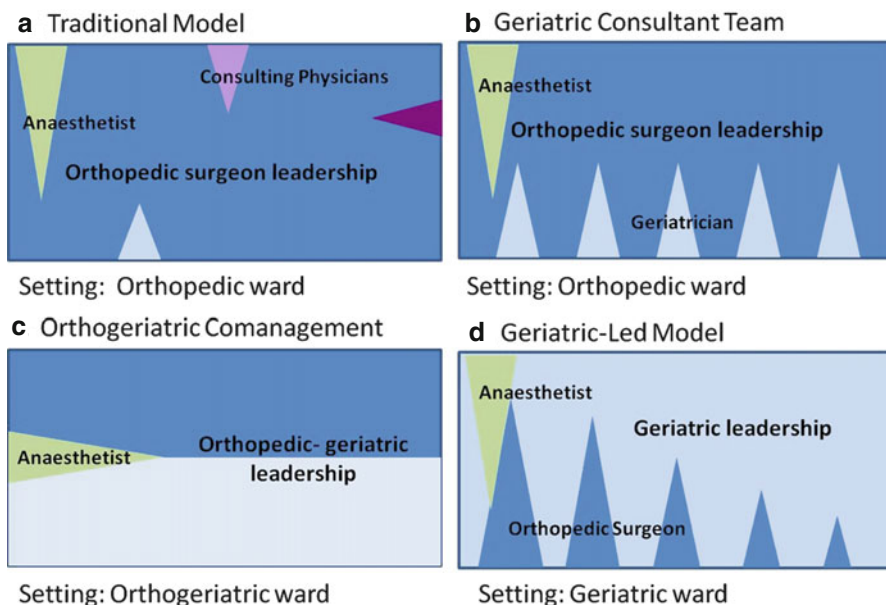 a Traditional Model
Consulting Physicians
Anaesthetist
Orthopedic surgeon leadership
Setting: Orthopedic ward
b Geriatric Consultant Team
Anaesthetist
Orthopedic surgeon leadership
Geriatrician
Setting: Orthopedic ward
c Orthogeriatric Comanagement
Orthopedic- geriatric
Anaesthetist
leadership
Setting: Orthogeriatric ward
d Geriatric-Led Model
Anaesthetist
Geriatric leadership
Orthopedic Surgeon
Setting: Geriatric ward